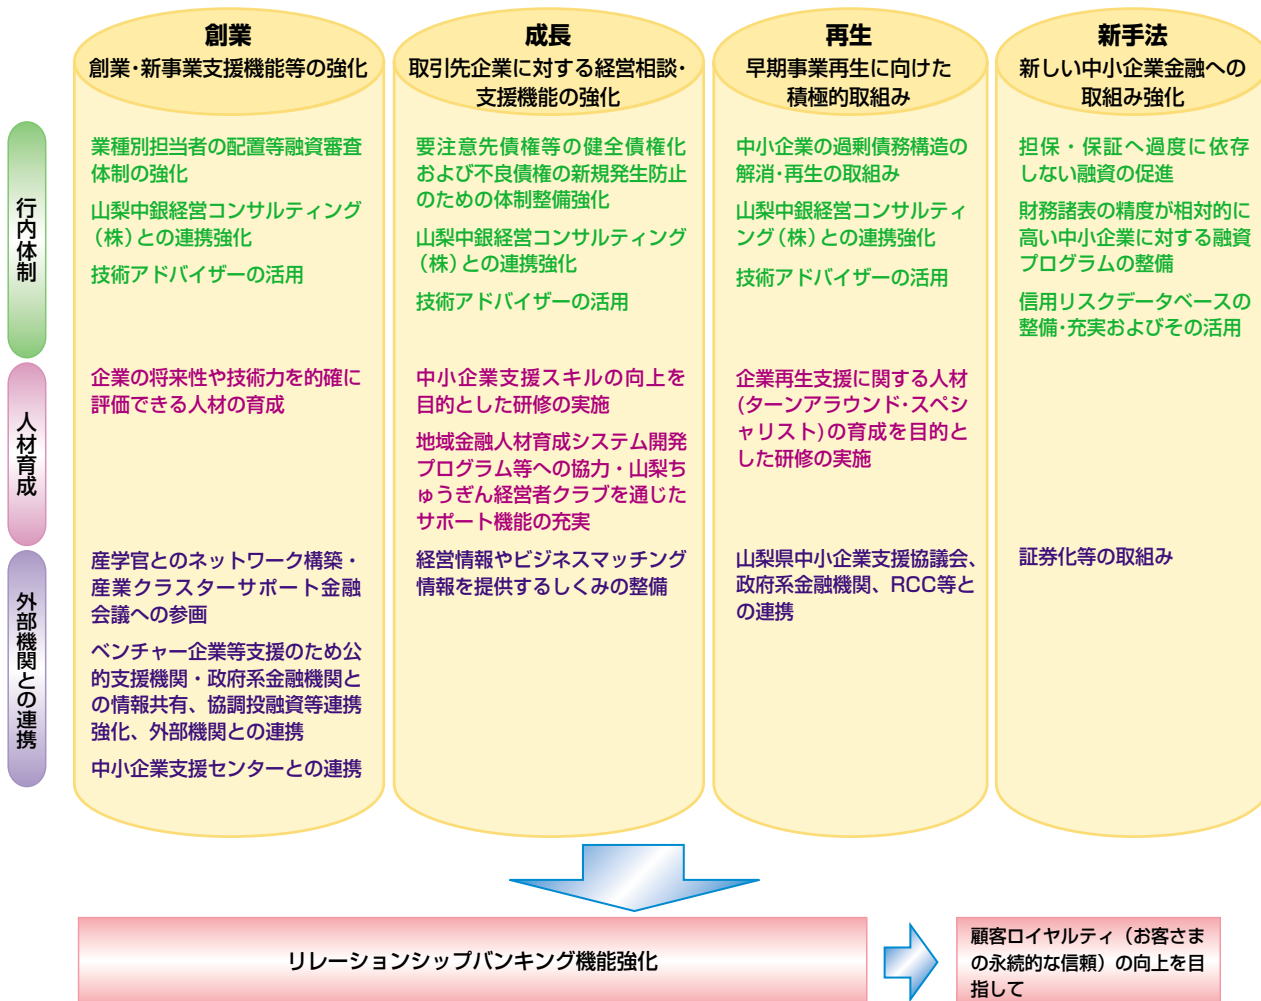 創業
創業・新事業支援機能等の強化
成長
取引先企業に対する経営相談・
支援機能の強化
再生
早期事業再生に向けた
積極的取組み
新手法
新しい中小企業金融への
取組み強化
行内体制
業種別担当者の配置等融資審査
体制の強化
山梨中銀経営コンサルティング
（株）との連携強化
技術アドバイザーの活用
要注意先債権等の健全債権化
および不良債権の新規発生防止
のための体制整備強化
山梨中銀経営コンサルティング
（株）との連携強化
技術アドバイザーの活用
中小企業の過剰債務構造の
解消・再生の取組み
山梨中銀経営コンサルティ
ング（株）との連携強化
技術アドバイザーの活用
担保・保証へ過度に依存
しない融資の促進
財務諸表の精度が相対的に
高い中小企業に対する融資
プログラムの整備
信用リスクデータベースの
整備・充実およびその活用
人材育成
企業の将来性や技術力を的確に
評価できる人材の育成
中小企業支援スキルの向上を
目的とした研修の実施
地域金融人材育成システム開発
プログラム等への協力・山梨ち
ゅうぎん経営者クラブを通じた
サポート機能の充実
企業再生支援に関する人材
(ターンアラウンド・スペシ
ャリスト)の育成を目的と
した研修の実施
外部機関との連携
産学官とのネットワーク構築・
産業クラスターサポート金融
会議への参画
ベンチャー企業等支援のため公
的支援機関・政府系金融機関と
の情報共有、協調投融資等連携
強化、外部機関との連携
中小企業支援センターとの連携
経営情報やビジネスマッチング
情報を提供するしくみの整備
山梨県中小企業支援協議会、
政府系金融機関、RCC等と
の連携
証券化等の取組み
リレーションシップバンキング機能強化
顧客ロイヤルティ（お客さま
の永続的な信頼）の向上を目
指して